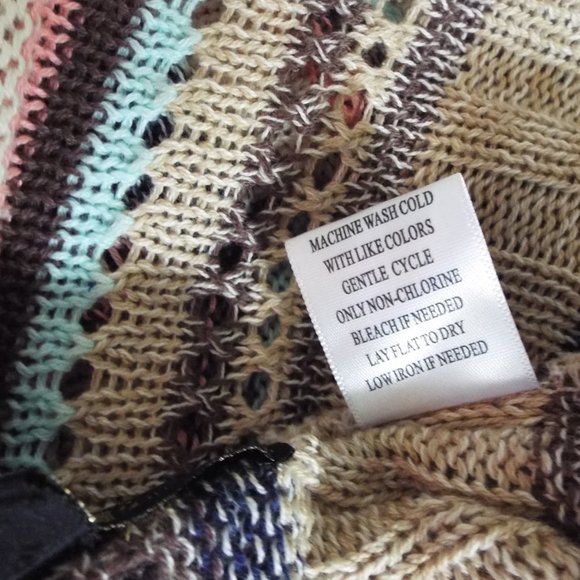 MACHINE WASH COLD
WITH LIKE COLORS
GENTLE CYCLE
ONLY NON-CHLORINE
BLEACH IF NEEDED
LAY FLAT TO DRY
LOW IRON IF NEEDED